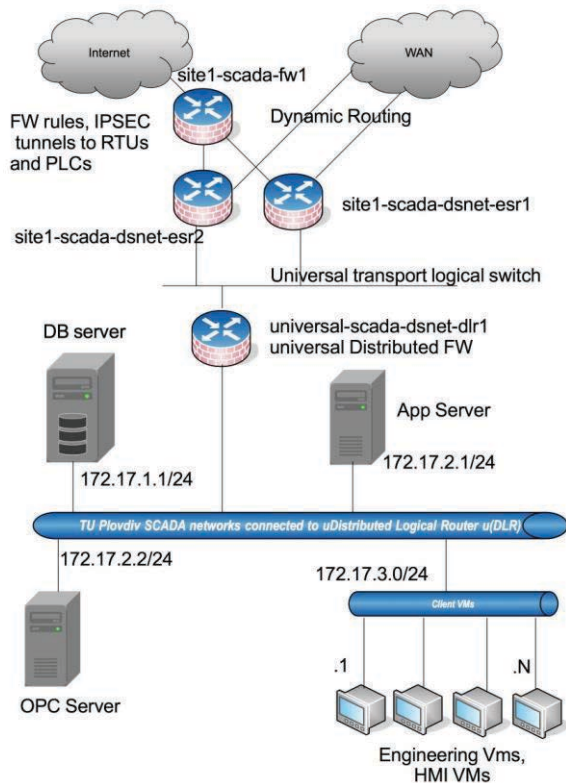 Internet
WAN
site1-scada-fw1
FW rules, IPSEC
tunnels to RTUs
and PLCs
Dynamic Routing
site1-scada-dsnet-esr1
site1-scada-dsnet-esr2
Universal transport logical switch
universal-scada-dsnet-dlr1
universal Distributed FW
DB server
App Server
172.17.1.1/24
172.17.2.1/24
TU Plovdiv SCADA networks connected to uDistributed Logical Router u(DLR)
172.17.2.2/24
172.17.3.0/24
Client VMs
.1
.N
OPC Server
Engineering Vms,
HMI VMs